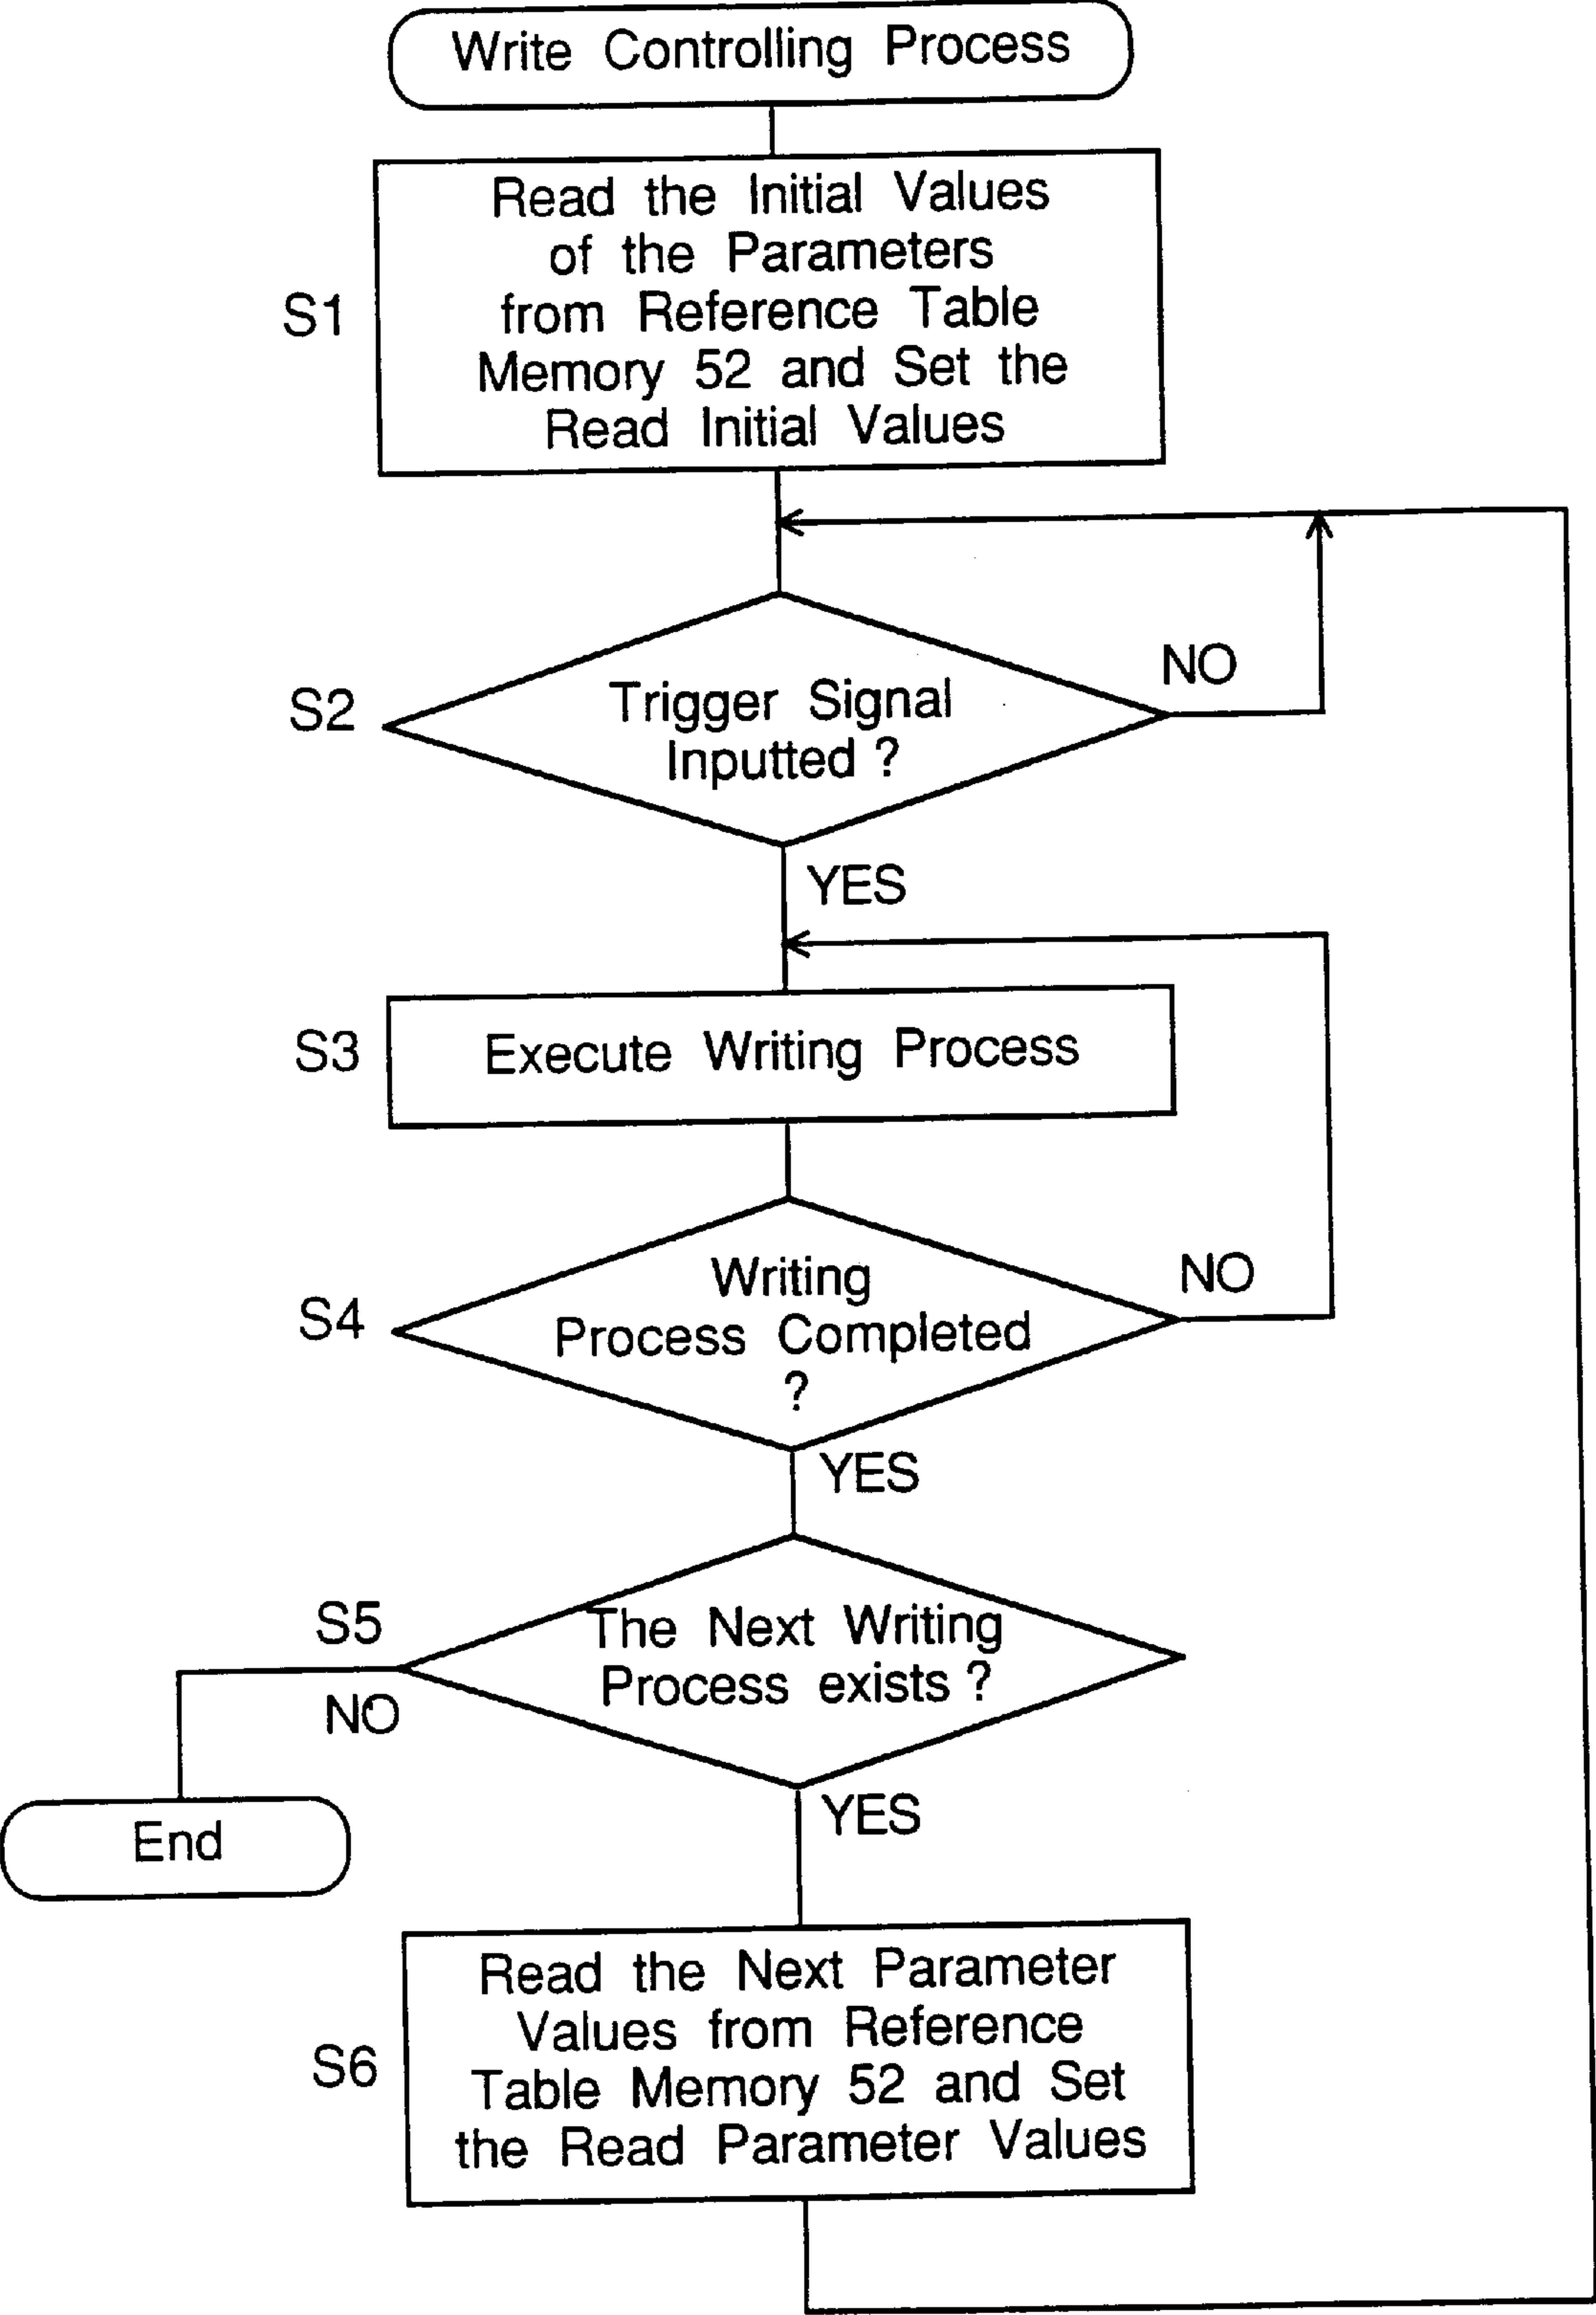 Write Controlling Process
S1
Read the Initial Values
of the Parameters
from Reference Table
Memory 52 and Set the
Read Initial Values
S2
Trigger Signal
Inputted ?
NO
YES
S3
Execute Writing Process
S4
Writing
Process Completed
?
NO
YES
S5
The Next Writing
Process exists ?
NO
End
YES
S6
Read the Next Parameter
Values from Reference
Table Memory 52 and Set
the Read Parameter Values